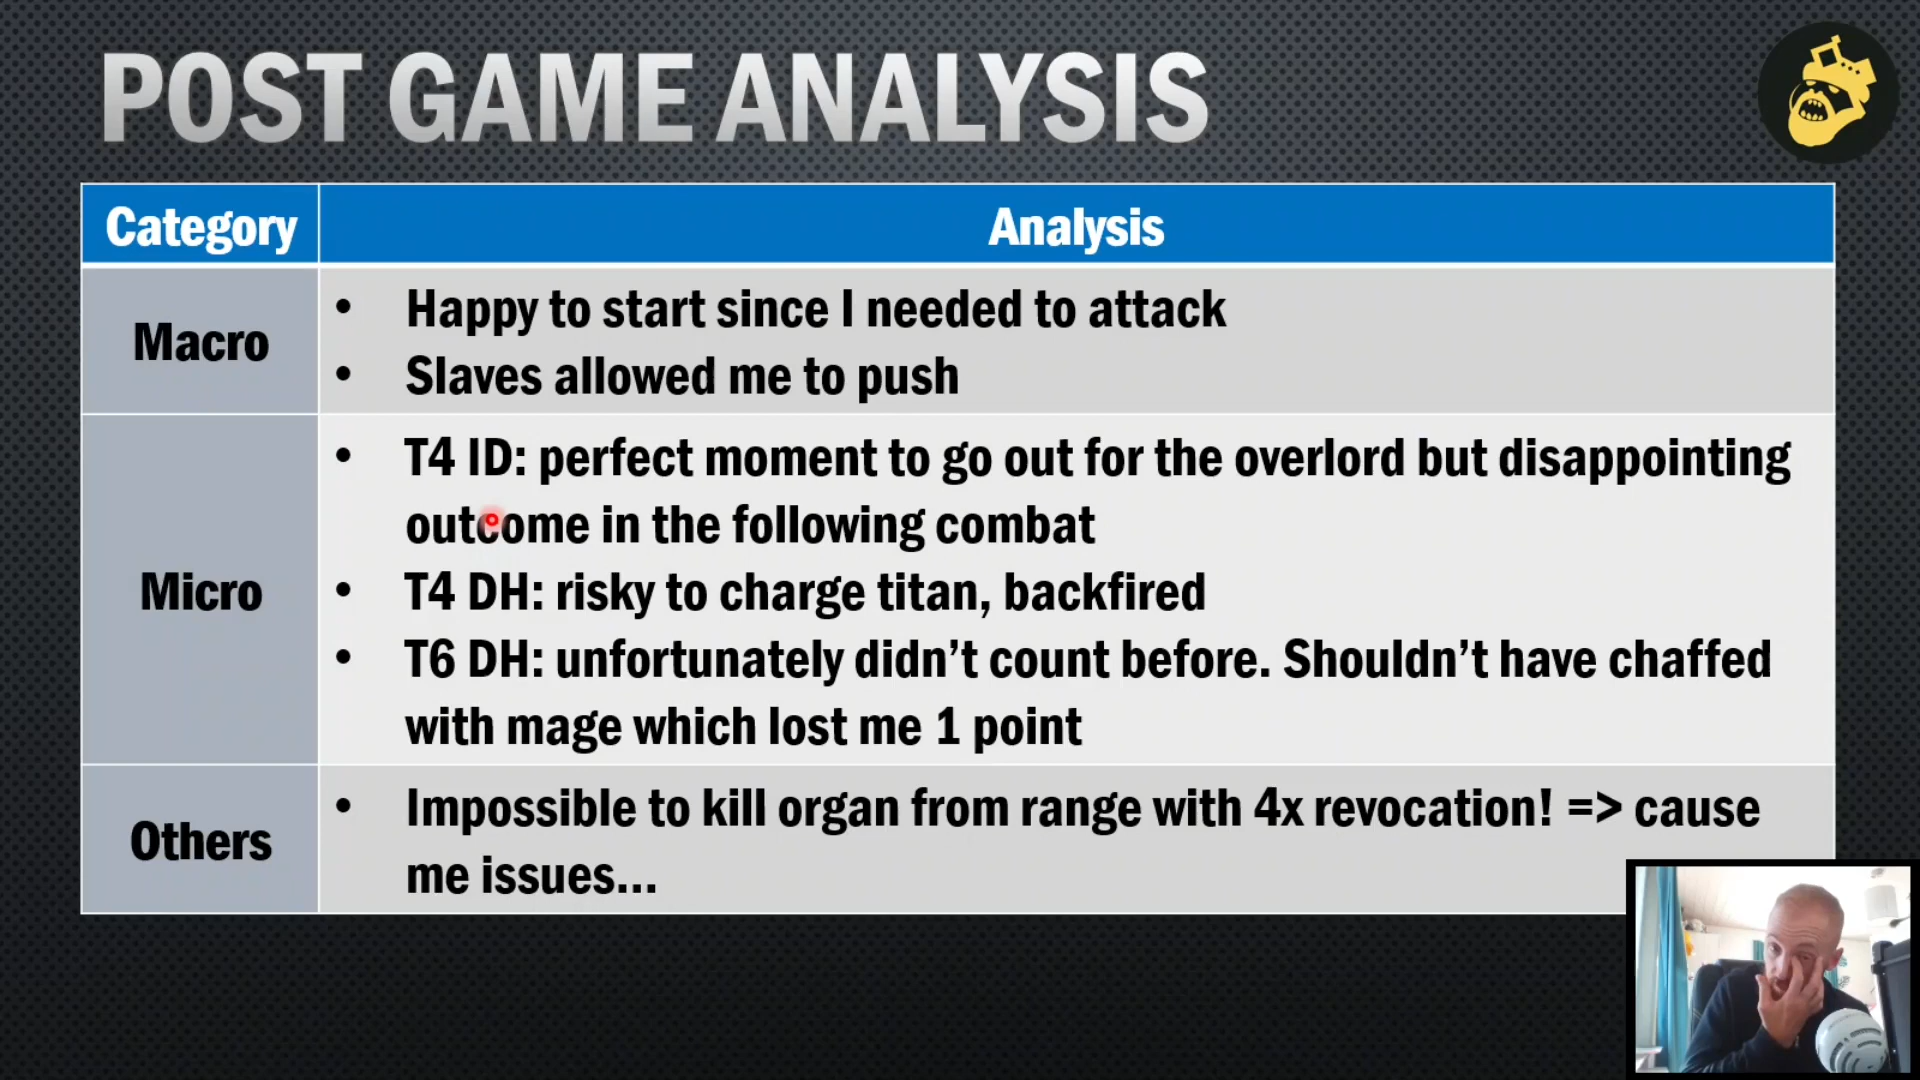 POST GAME ANALYSIS
Category
Analysis
Macro
• Happy to start since I needed to attack
• Slaves allowed me to push
Micro
• T4 ID: perfect moment to go out for the overlord but disappointing
outcome in the following combat
• T4 DH: risky to charge titan, backfired
• T6 DH: unfortunately didn't count before. Shouldn't have chaffed
with mage which lost me 1 point
Others
• Impossible to kill organ from range with 4x revocation! => cause
me issues...